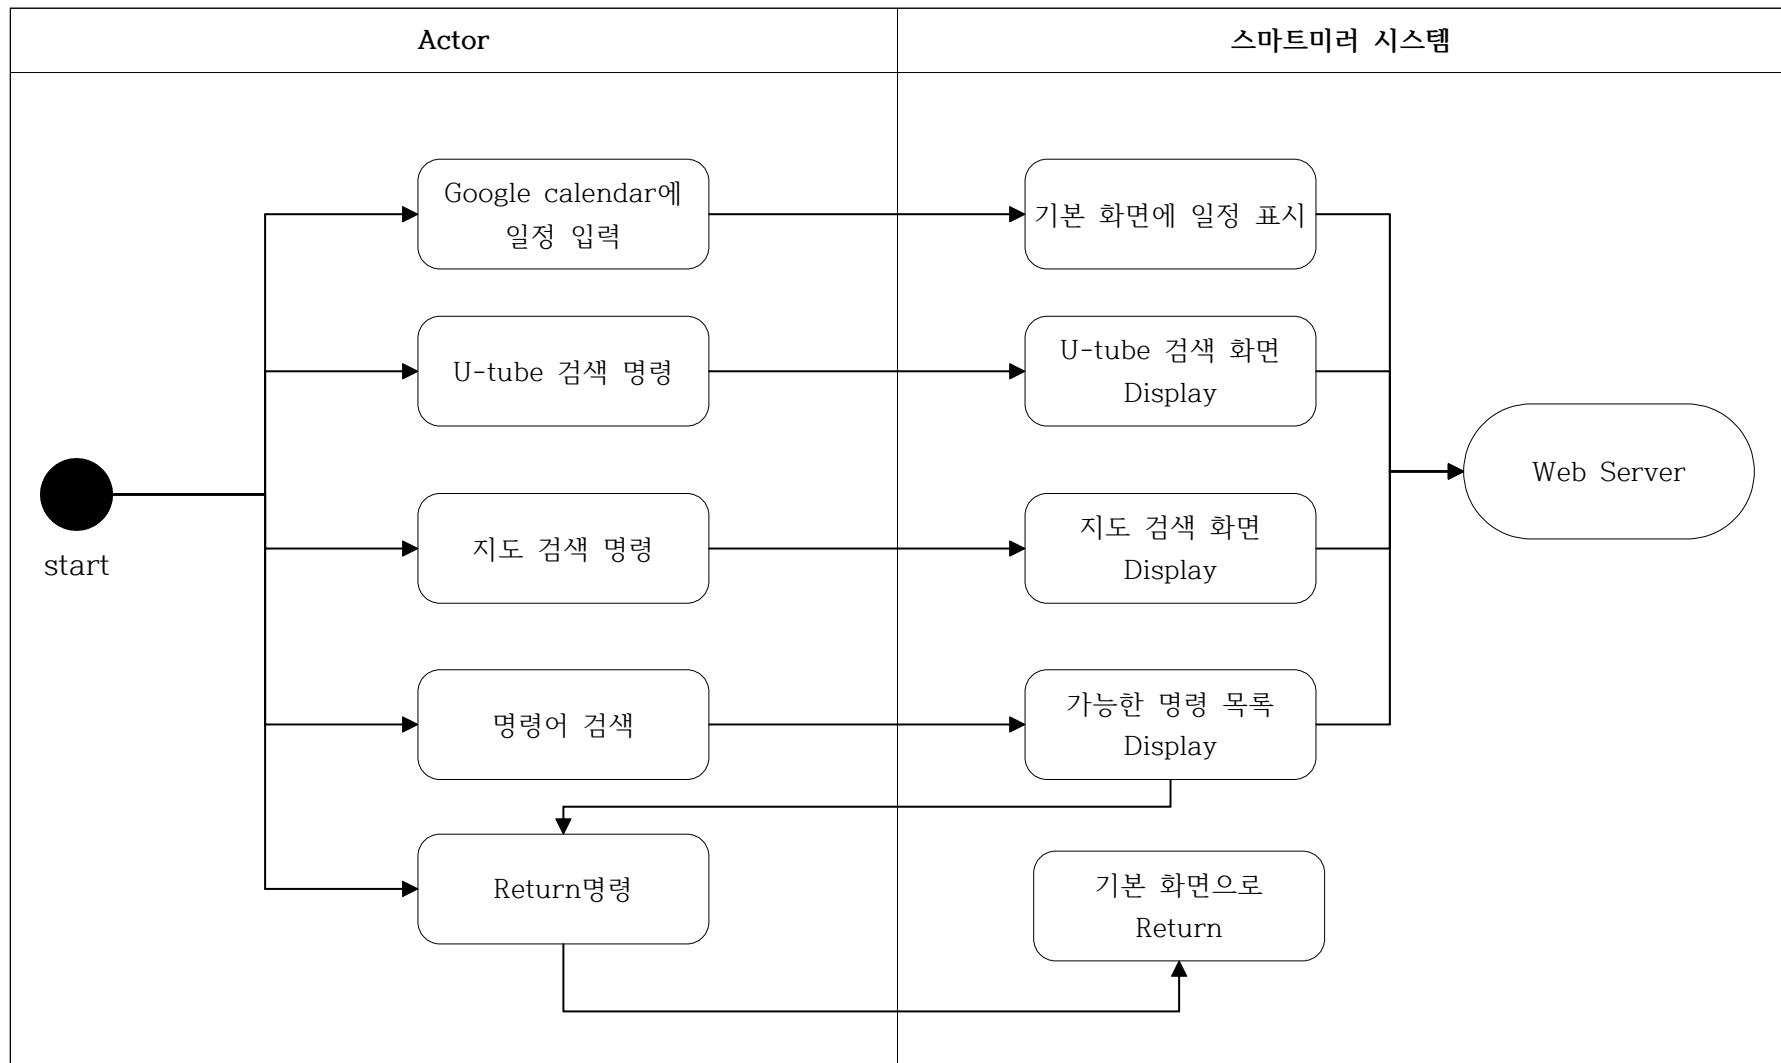 Actor
스마트미러 시스템
Google calendar에
일정 입력
기본 화면에 일정 표시
U-tube 검색 명령
U-tube 검색 화면
Display
Web Server
start
지도 검색 명령
지도 검색 화면
Display
명령어 검색
가능한 명령 목록
Display
Return명령
기본 화면으로
Return